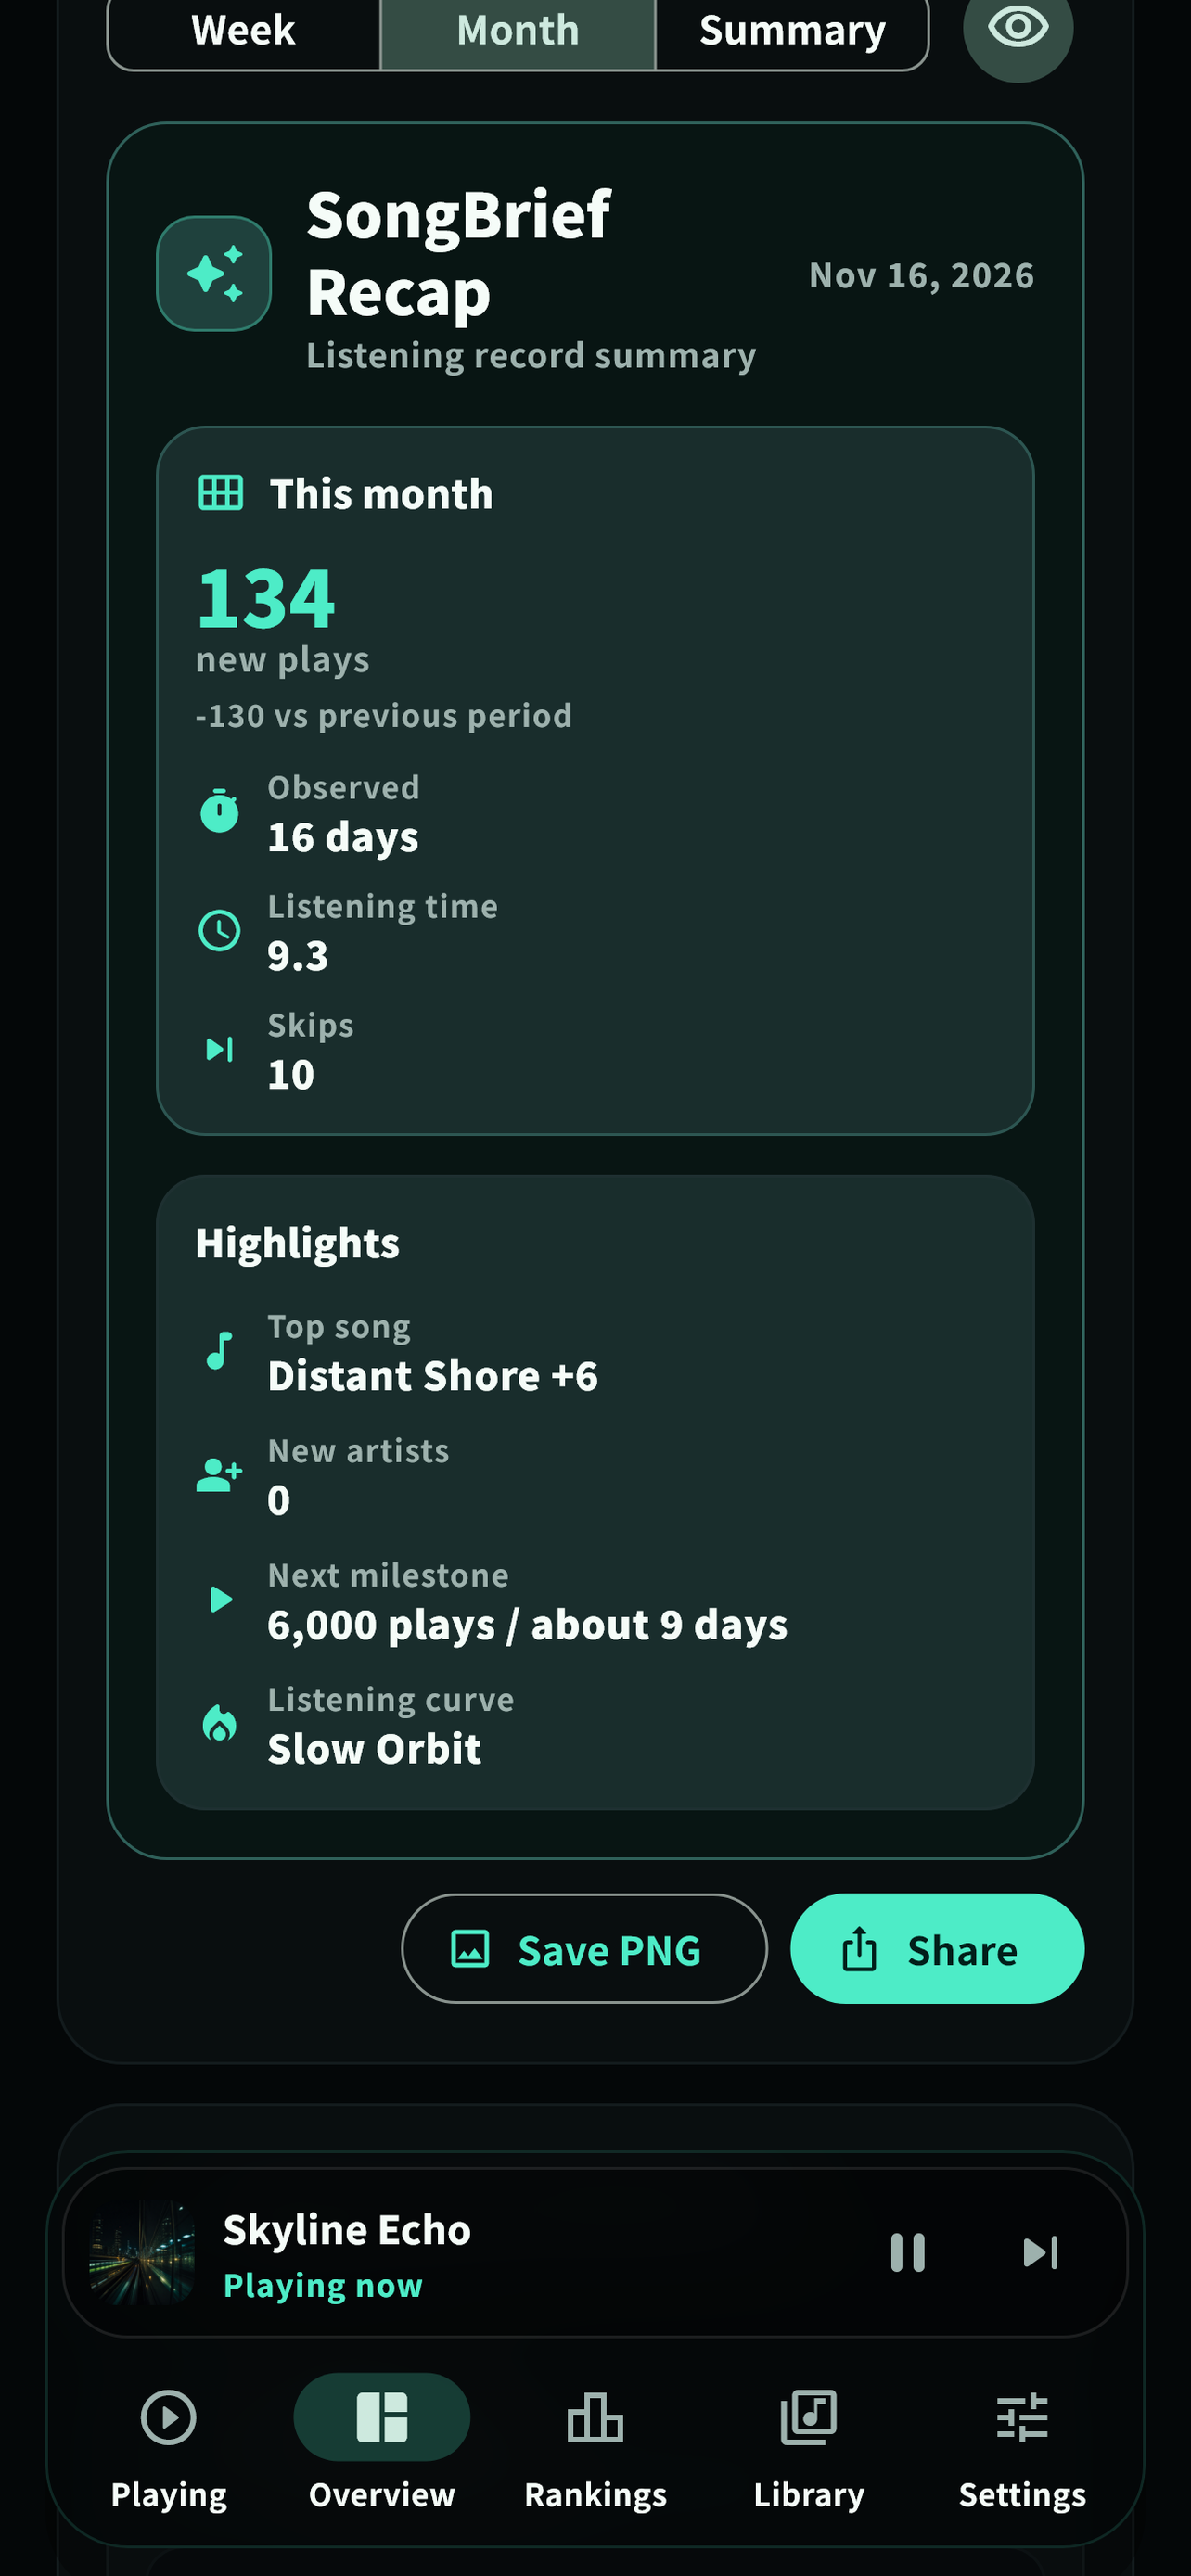 Week
Month
Summary
SongBrief
Recap
Listening record summary
Nov 16, 2026
This month
134
new plays
-130 vs previous period
Observed
16 days
Listening time
9.3
Skips
10
Highlights
Top song
Distant Shore +6
New artists
0
Next milestone
6,000 plays / about 9 days
Listening curve
Slow Orbit
Save PNG
Share
Skyline Echo
Playing now
Playing
Overview
Rankings
Library
Settings